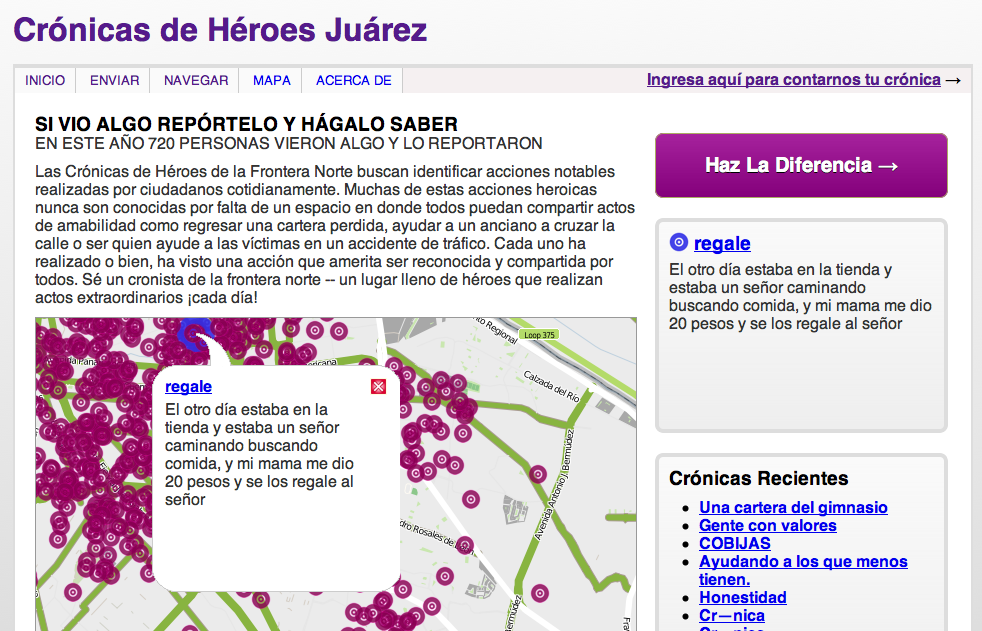 Crónicas de Héroes Juárez
INICIO
ENVIAR
NAVEGAR
MAPA
ACERCA DE
Ingresa aquí para contarnos tu crónica →
SI VIO ALGO REPÓRTELO Y HÁGALO SABER
EN ESTE AÑO 720 PERSONAS VIERON ALGO Y LO REPORTARON
Las Crónicas de Héroes de la Frontera Norte buscan identificar acciones notables
realizadas por ciudadanos cotidianamente. Muchas de estas acciones heroicas
nunca son conocidas por falta de un espacio en donde todos puedan compartir actos
de amabilidad como regresar una cartera perdida, ayudar a un anciano a cruzar la
calle o ser quien ayude a las víctimas en un accidente de tráfico. Cada uno ha
realizado o bien, ha visto una acción que amerita ser reconocida y compartida por
todos. Sé un cronista de la frontera norte -- un lugar lleno de héroes que realizan
actos extraordinarios ¡cada día!
Regional
Loop 375
Calzada del Río
Avenida Antonio J. Bermúdez
Bermúdez
regale
El otro día estaba en la
tienda y estaba un señor
caminando buscando
comida, y mi mama me dio
20 pesos y se los regale al
señor
Haz La Diferencia →
regale
El otro día estaba en la tienda y
estaba un señor caminando
buscando comida, y mi mama me dio
20 pesos y se los regale al señor
Crónicas Recientes
Una cartera del gimnasio
Gente con valores
COBIJAS
Ayudando a los que menos
tienen.
Honestidad
Cr—nica